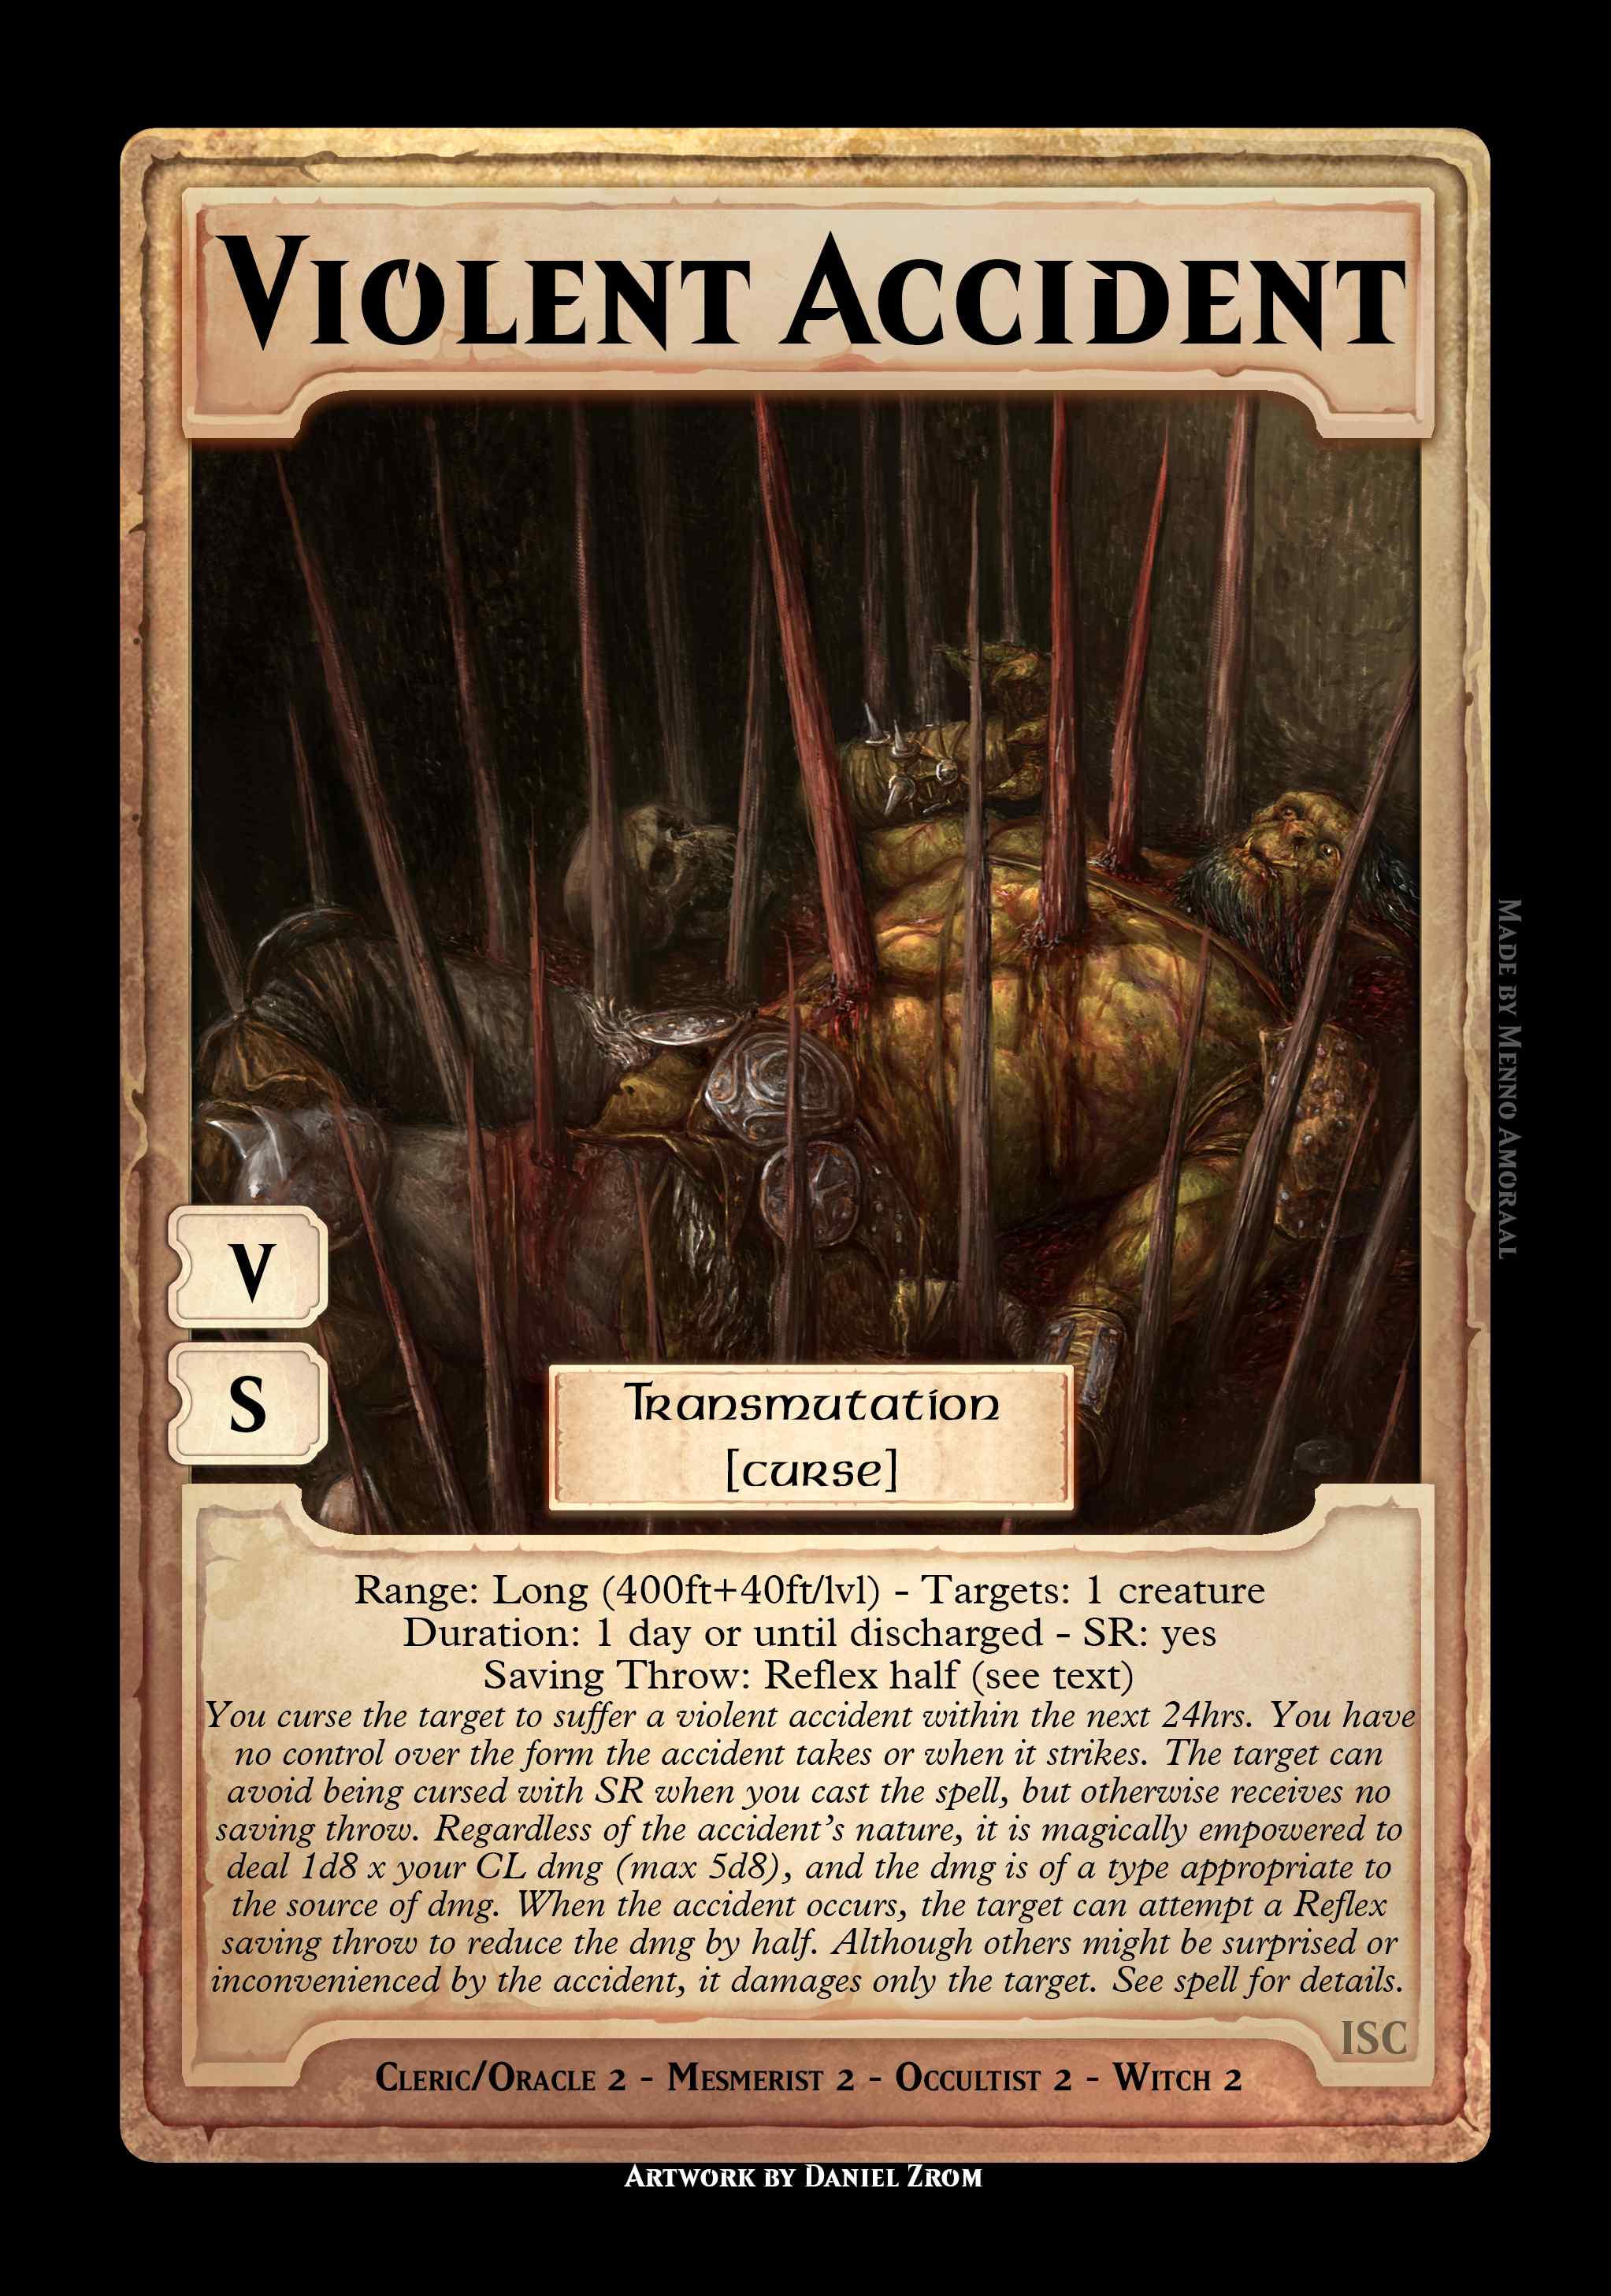 Violent Accident
V
S
Transmutation
[curse]
Range: Long (400ft+40ft/lvl) - Targets: 1 creature
Duration: 1 day or until discharged - SR: yes
Saving Throw: Reflex half (see text)
You curse the target to suffer a violent accident within the next 24hrs. You have
no control over the form the accident takes or when it strikes. The target can
avoid being cursed with SR when you cast the spell, but otherwise receives no
saving throw. Regardless of the accident's nature, it is magically empowered to
deal 1d8 x your CL dmg (max 5d8), and the dmg is of a type appropriate to
the source of dmg. When the accident occurs, the target can attempt a Reflex
saving throw to reduce the dmg by half. Although others might be surprised or
inconvenienced by the accident, it damages only the target. See spell for details.
ISC
Cleric/Oracle 2 - Mesmerist 2 - Occultist 2 - Witch 2
Artwork by Daniel Zrom
Made by Menno Amoraal